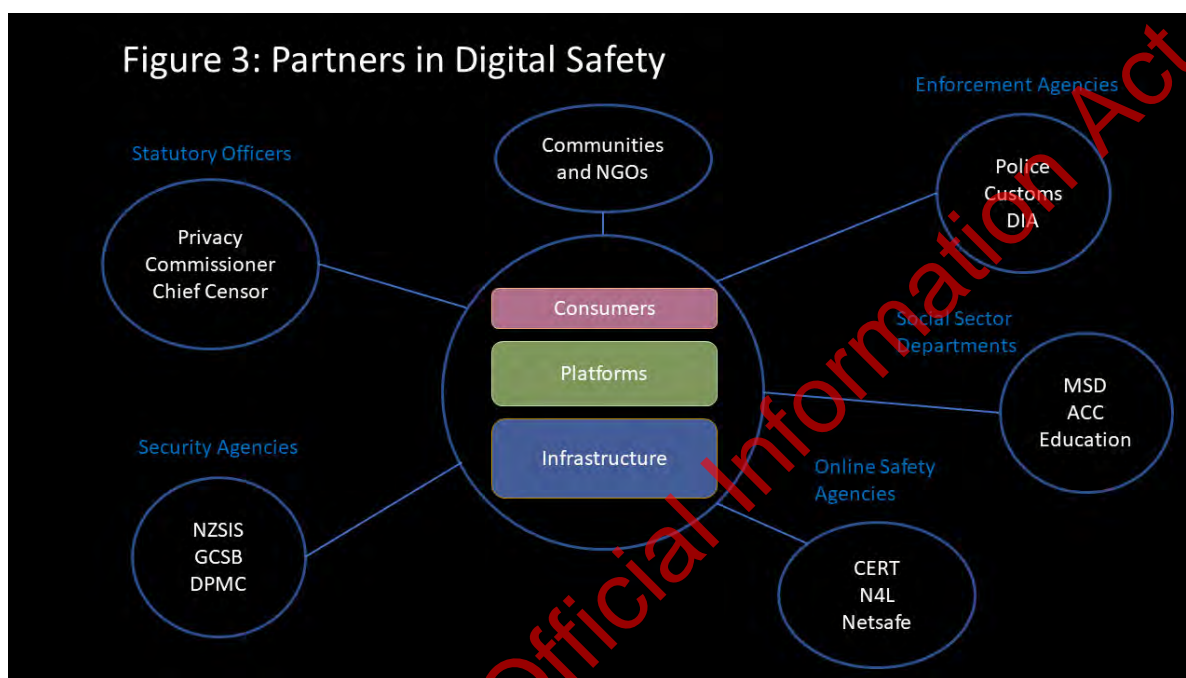 Figure 3: Partners in Digital Safety
Enforcement Agencies
Communities
and NGOs
Statutory Officers
Police
Customs
DIA
Privacy
Commissioner
Chief Censor
Consumers
Social Sector
Departments
Platforms
MSD
ACC
Education
Security Agencies
Infrastructure
Online Safety
Agencies
NZSIS
GCSB
DPMC
CERT
N4L
Netsafe
Official Information Act